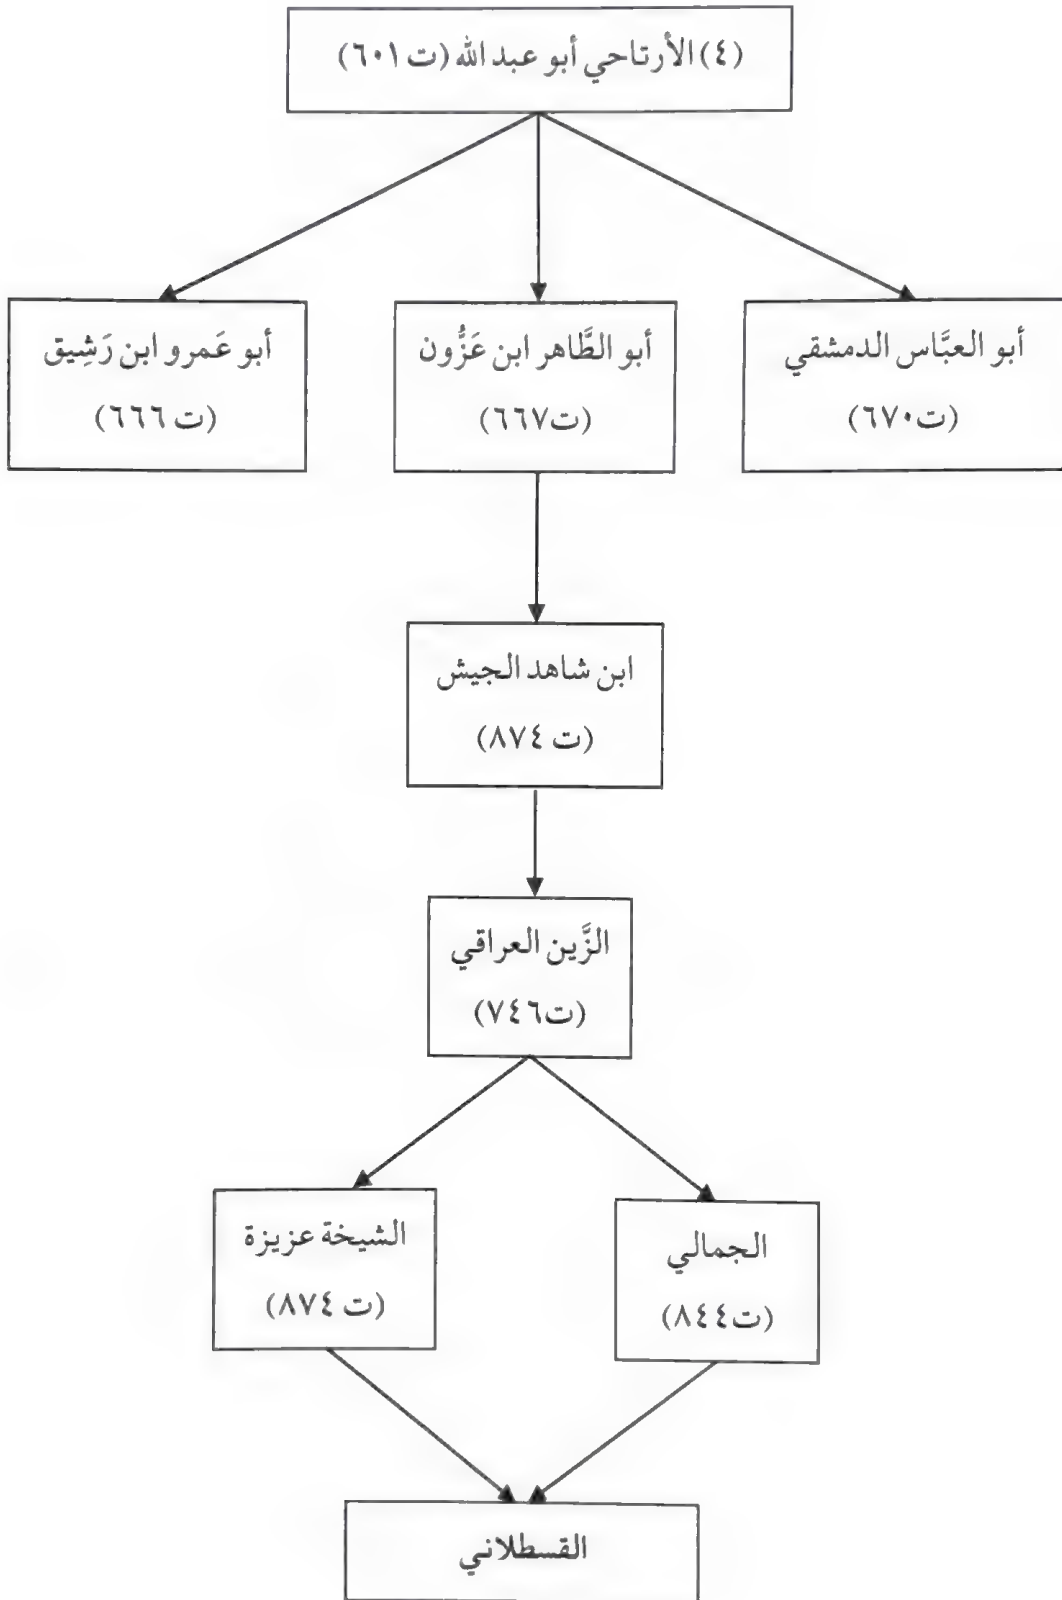 (٤) الأرتاحي أبو عبد الله (ت ٦٠١)
أبو العبَّاس الدمشقي
(ت٦٧٠)
أبو الطَّاهر ابن عَزُّون
(ت٦٦٧)
أبو عَمرو ابن رَشِيق
(ت ٦٦٦)
ابن شاهد الجيش
(ت ٨٧٤)
الزَّين العراقي
(ت٧٤٦)
الجمالي
(ت٨٤٤)
الشيخة عزيزة
(ت ٨٧٤)
القسطلاني